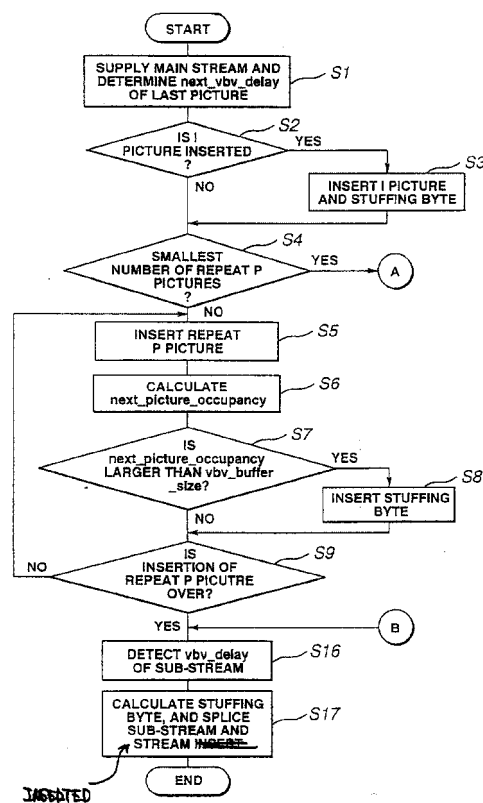 START
SUPPLY MAIN STREAM AND
DETERMINE next_vbv_delay
OF LAST PICTURE
S1
IS I
PICTURE INSERTED
?
S2
YES
NO
INSERT I PICTURE
AND STUFFING BYTE
S3
SMALLEST
NUMBER OF REPEAT P
PICTURES
?
S4
YES
A
NO
INSERT REPEAT
P PICTURE
S5
CALCULATE
next_picture_occupancy
S6
IS
next_picture_occupancy
LARGER THAN vbv_buffer
_size?
S7
YES
NO
INSERT STUFFING
BYTE
S8
IS
INSERTION OF
REPEAT P PICUTRE
OVER?
S9
NO
YES
B
DETECT vbv_delay
OF SUB-STREAM
S16
CALCULATE STUFFING
BYTE, AND SPLICE
SUB-STREAM AND
STREAM INSERT
S17
INSERTED
END